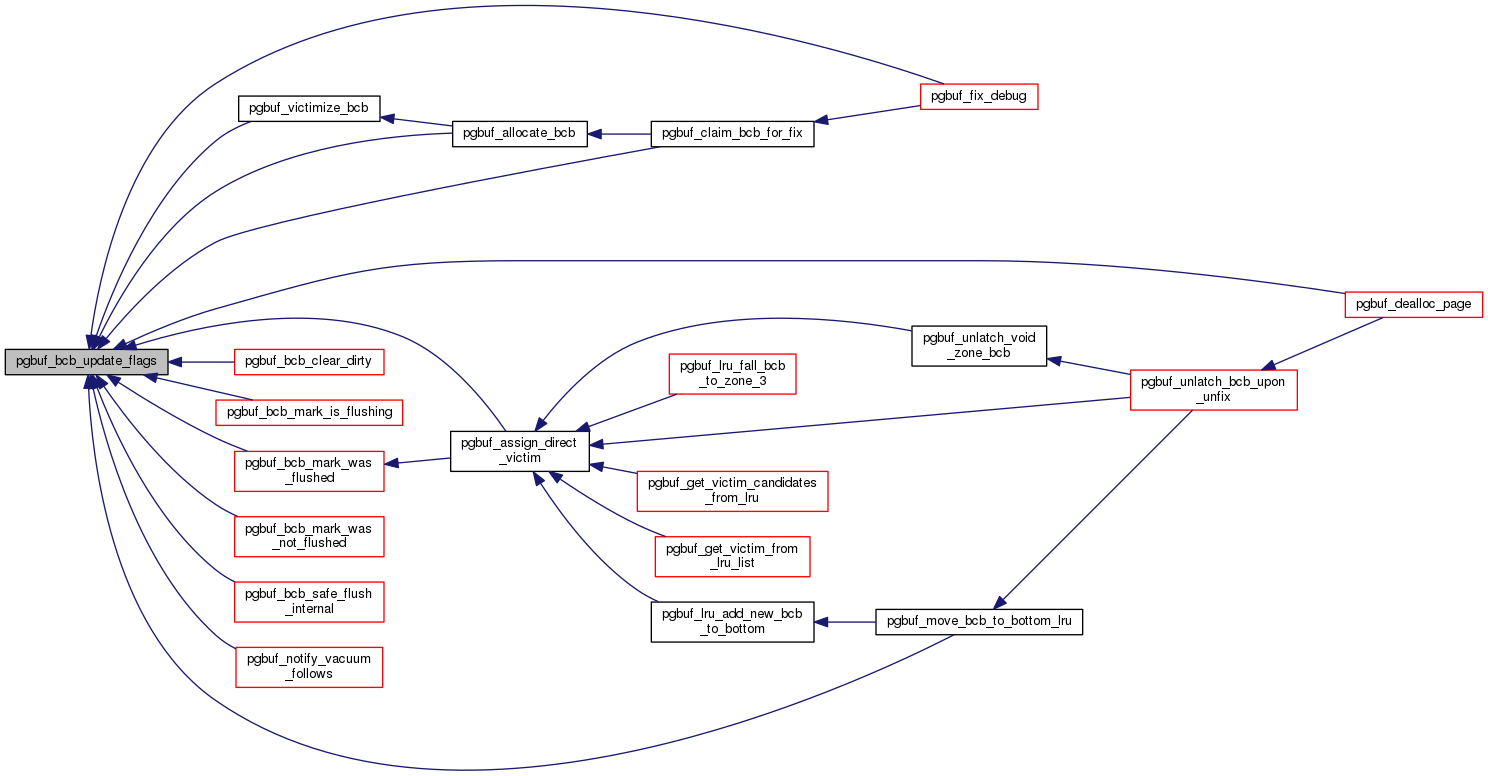 pgbuf_fix_debug
pgbuf_victimize_bcb
pgbuf_allocate_bcb
pgbuf_claim_bcb_for_fix
pgbuf_dealloc_page
pgbuf_unlatch_void
_zone_bcb
pgbuf_bcb_update_flags
pgbuf_bcb_clear_dirty
pgbuf_lru_fall_bcb
_to_zone_3
pgbuf_unlatch_bcb_upon
_unfix
pgbuf_bcb_mark_is_flushing
pgbuf_assign_direct
_victim
pgbuf_bcb_mark_was
_flushed
pgbuf_get_victim_candidates
_from_lru
pgbuf_bcb_mark_was
_not_flushed
pgbuf_get_victim_from
_lru_list
pgbuf_bcb_safe_flush
_internal
pgbuf_lru_add_new_bcb
_to_bottom
pgbuf_move_bcb_to_bottom_lru
pgbuf_notify_vacuum
_follows